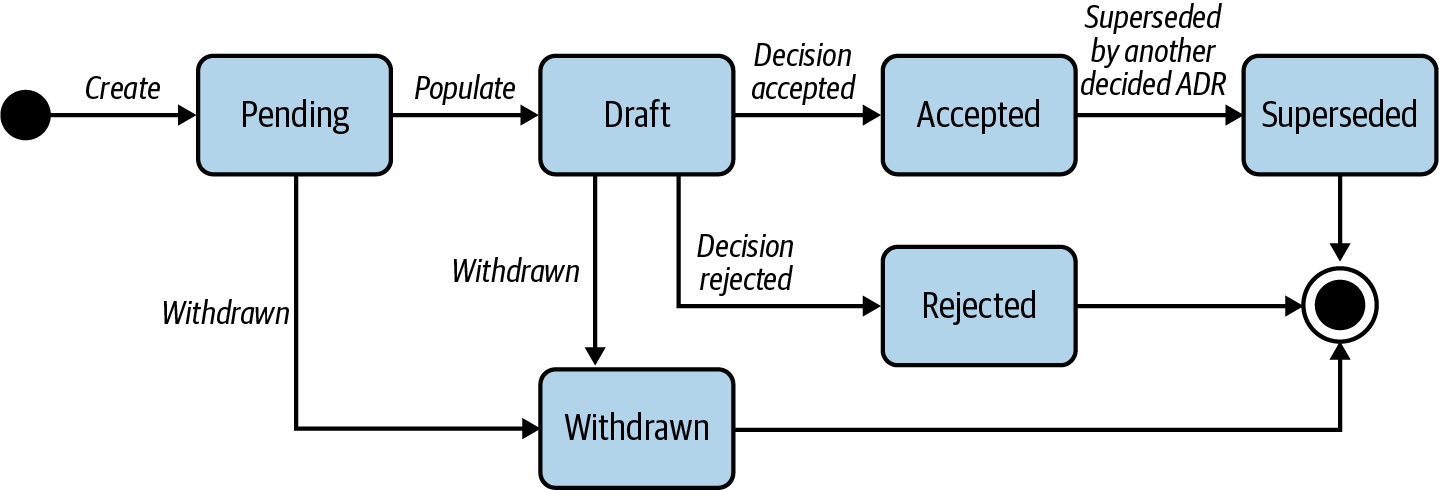 Create
Pending
Populate
Draft
Decision
accepted
Accepted
Superseded
by another
decided ADR
Superseded
Withdrawn
Withdrawn
Decision
rejected
Rejected
Withdrawn